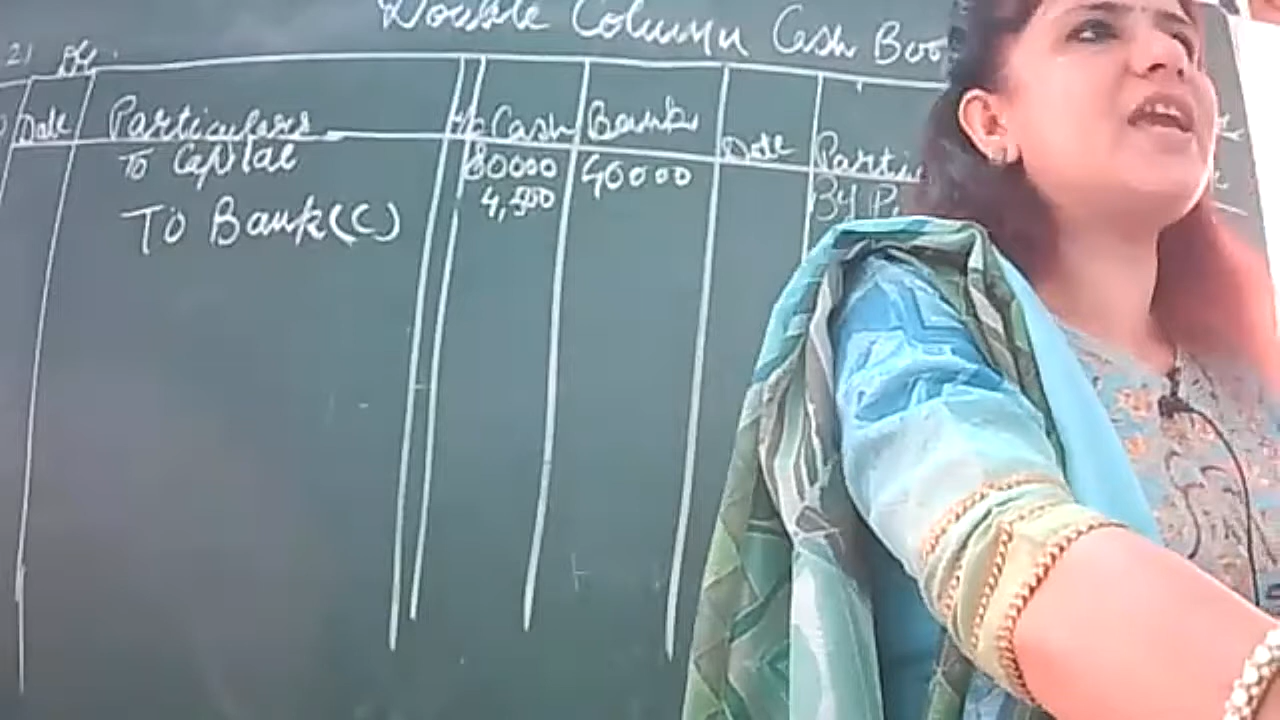 Double Column Cash Boo
Dr.
Date Particulars Cash Bank Date Partic
To Capital 80000 40000
To Bank(C) 4,500
By P